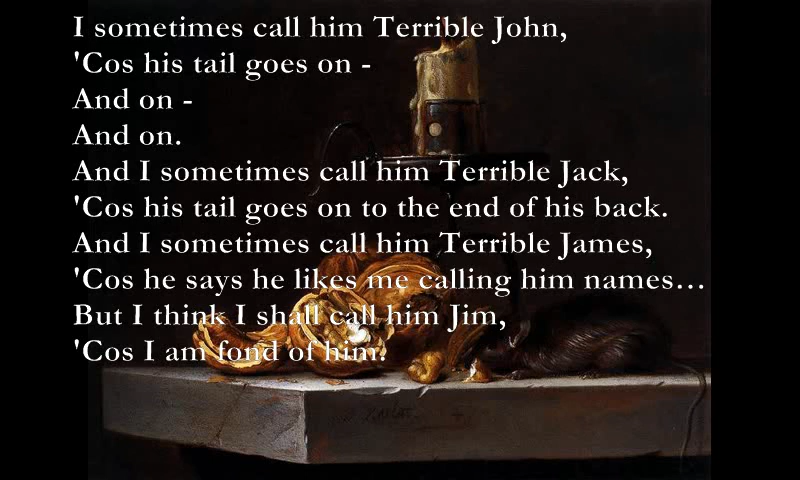 I sometimes call him Terrible John,
'Cos his tail goes on -
And on -
And on.
And I sometimes call him Terrible Jack,
'Cos his tail goes on to the end of his back.
And I sometimes call him Terrible James,
'Cos he says he likes me calling him names...
But I think I shall call him Jim,
'Cos I am fond of him.